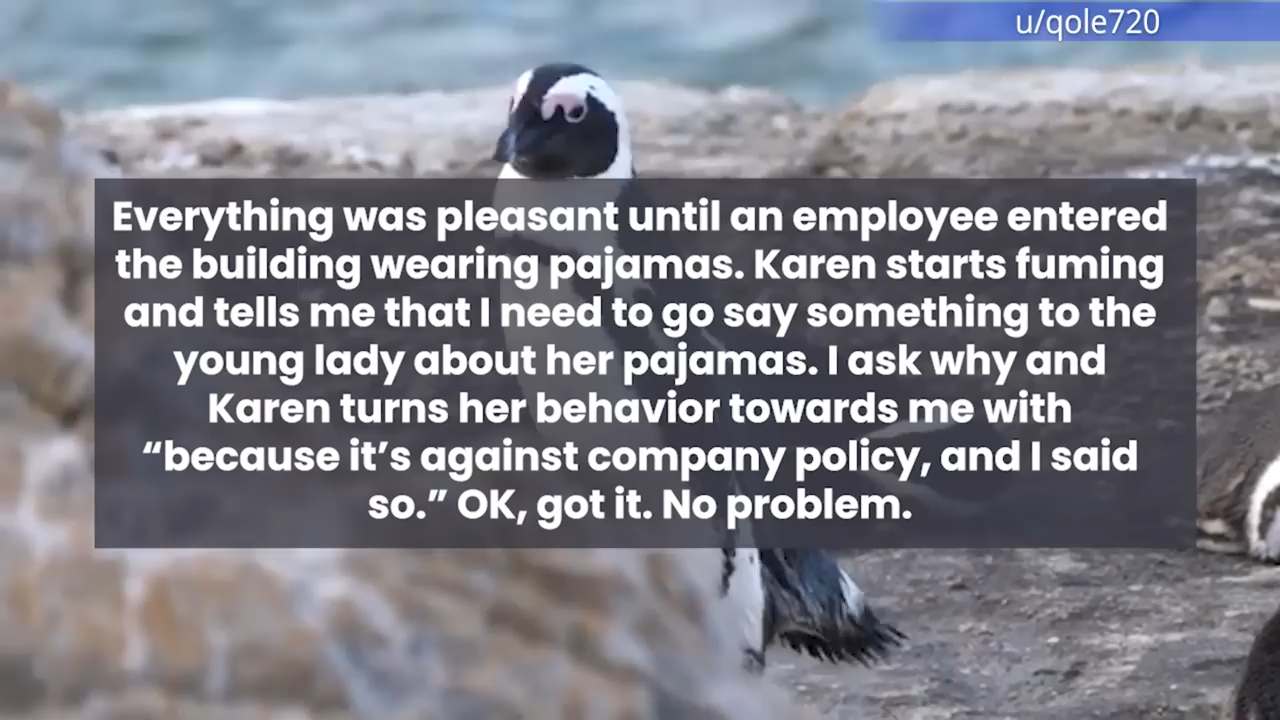 u/qole720
Everything was pleasant until an employee entered
the building wearing pajamas. Karen starts fuming
and tells me that I need to go say something to the
young lady about her pajamas. I ask why and
Karen turns her behavior towards me with
“because it’s against company policy, and I said
so.” OK, got it. No problem.